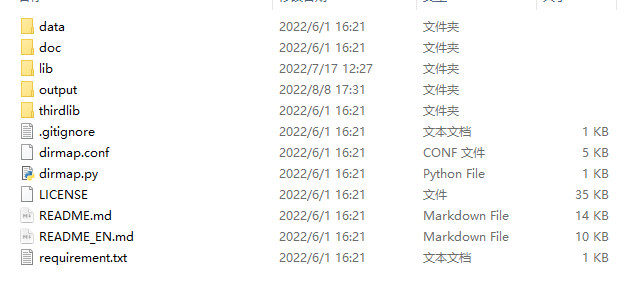 data 2022/6/1 16:21 文件夹
doc 2022/6/1 16:21 文件夹
lib 2022/7/17 12:27 文件夹
output 2022/8/8 17:31 文件夹
thirdlib 2022/6/1 16:21 文件夹
.gitignore 2022/6/1 16:21 文本文档 1 KB
dirmap.conf 2022/6/1 16:21 CONF 文件 5 KB
dirmap.py 2022/6/1 16:21 Python File 1 KB
LICENSE 2022/6/1 16:21 文件 35 KB
README.md 2022/6/1 16:21 Markdown File 14 KB
README_EN.md 2022/6/1 16:21 Markdown File 10 KB
requirement.txt 2022/6/1 16:21 文本文档 1 KB